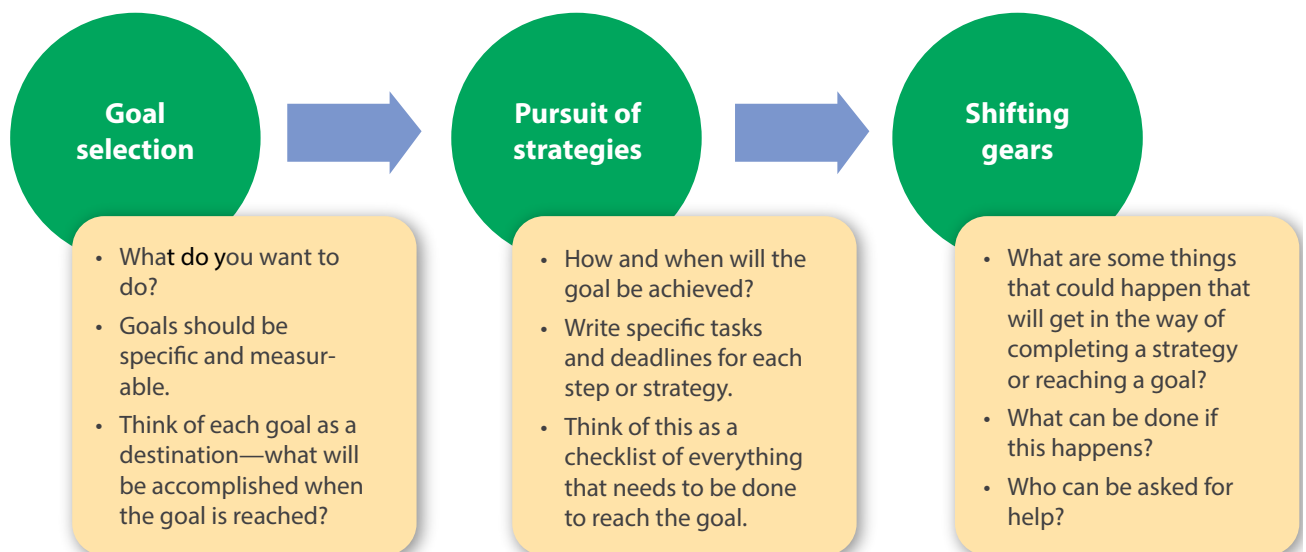 Goal
selection
• What do you want to
do?
• Goals should be
specific and measur-
able.
• Think of each goal as a
destination—what will
be accomplished when
the goal is reached?
Pursuit of
strategies
• How and when will the
goal be achieved?
• Write specific tasks
and deadlines for each
step or strategy.
• Think of this as a
checklist of everything
that needs to be done
to reach the goal.
Shifting
gears
• What are some things
that could happen that
will get in the way of
completing a strategy
or reaching a goal?
• What can be done if
this happens?
• Who can be asked for
help?